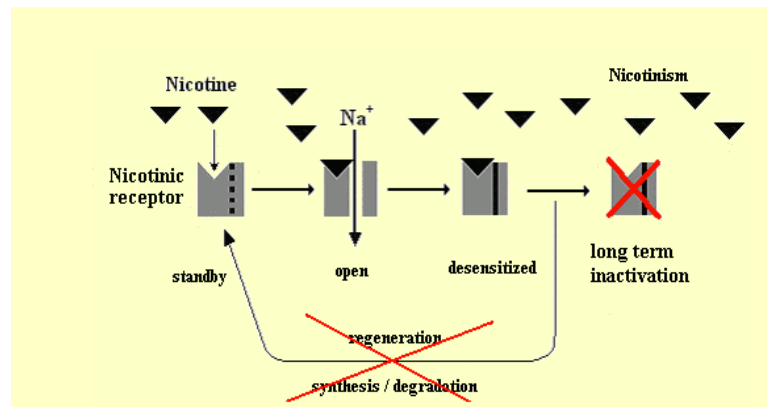 Nicotine
Nicotinism
Na+
Nicotinic
receptor
standby
open
desensitized
long term
inactivation
regeneration
synthesis / degradation